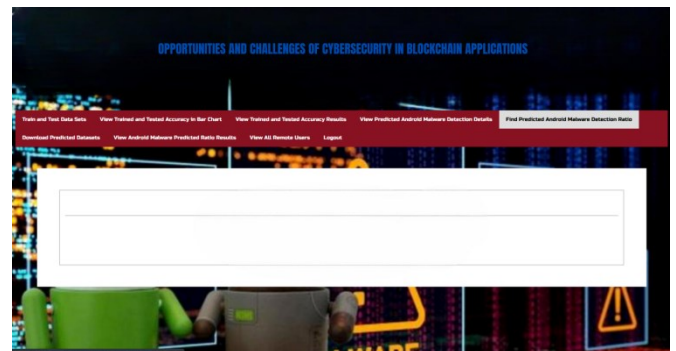 OPPORTUNITIES AND CHALLENGES OF CYBERSECURITY IN BLOCKCHAIN APPLICATIONS
Train and Test Data Sets View Trained and Tested Accuracy in Bar Chart View Trained and Tested Accuracy Results View Predicted Android Malware Detection Details Find Predicted Android Malware Detection Ratio
Download Predicted Datasets View Android Malware Predicted Ratio Results View All Remote Users Logout